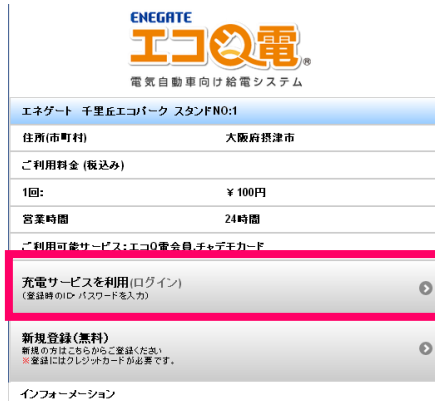 ENEGATE
エコQ電®
電気自動車向け給電システム
エネゲート 千里丘エコパーク スタンドNO:1
住所(市町村) 大阪府摂津市
ご利用料金 (税込み)
1回: ¥ 100円
営業時間 24時間
ご利用可能サービス:エコQ電会員,チャデモカード
充電サービスを利用(ログイン)
(登録時のID・パスワードを入力)
新規登録(無料)
新規の方はこちらからご登録ください
※登録にはクレジットカードが必要です。
インフォーメーション